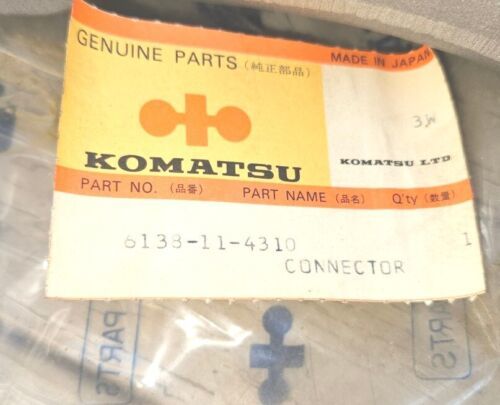 GENUINE PARTS (純正部品) MADE IN JAPAN
3W
KOMATSU KOMATSU LTD
PART NO. (品番) PART NAME (品名) Q'ty (数量)
6138-11-4310 1
CONNECTOR
PARTS PARTS